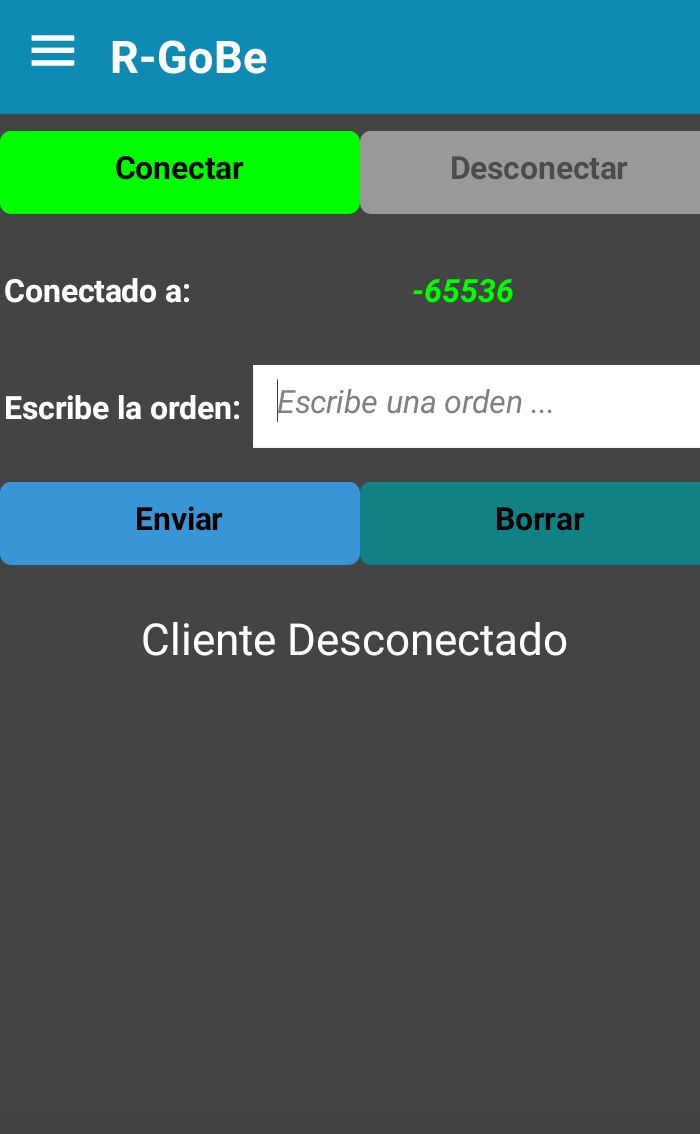 R-GoBe
Conectar Desconectar
Conectado a: -65536
Escribe la orden: Escribe una orden ...
Enviar Borrar
Cliente Desconectado